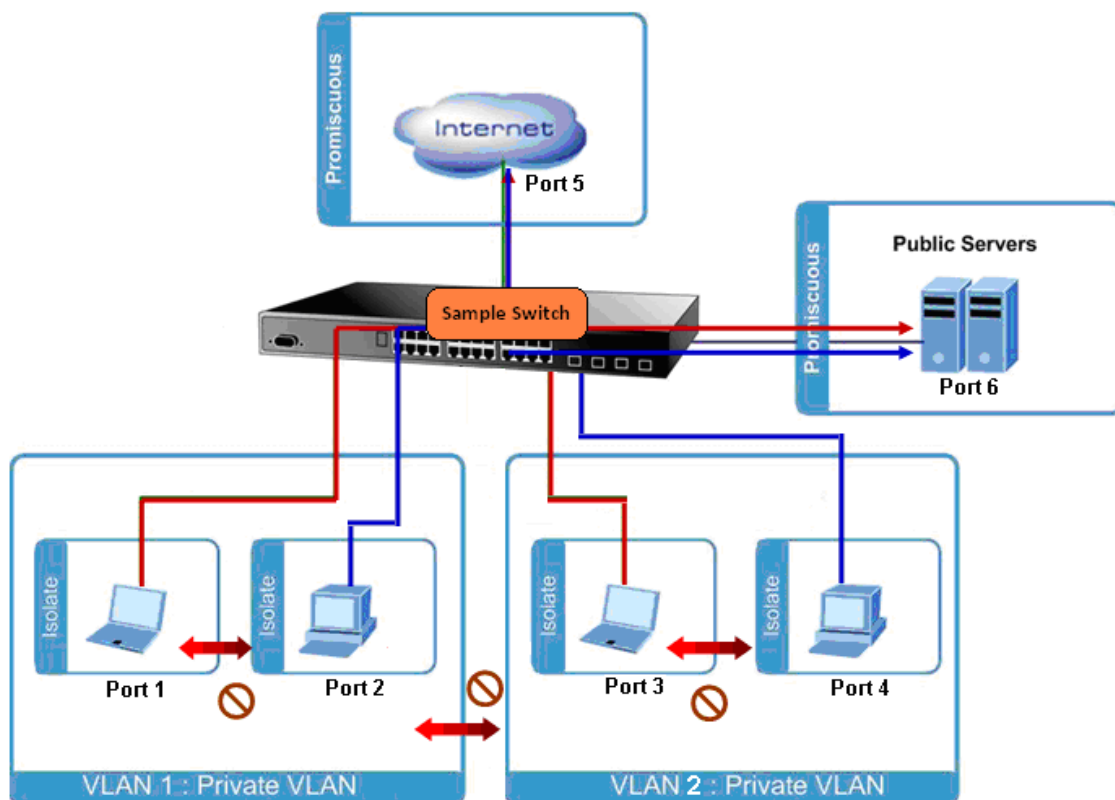 Promiscuous
Internet
Port 5
Promiscuous
Public Servers
Port 6
Sample Switch
Isolate
Port 1
Isolate
Port 2
Isolate
Port 3
Isolate
Port 4
VLAN 1 : Private VLAN
VLAN 2 : Private VLAN